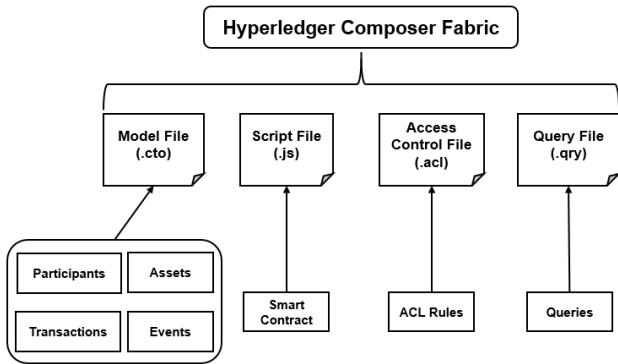 Hyperledger Composer Fabric
Model File
(.cto)
Script File
(.js)
Access
Control File
(.acl)
Query File
(.qry)
Participants
Assets
Transactions
Events
Smart
Contract
ACL Rules
Queries